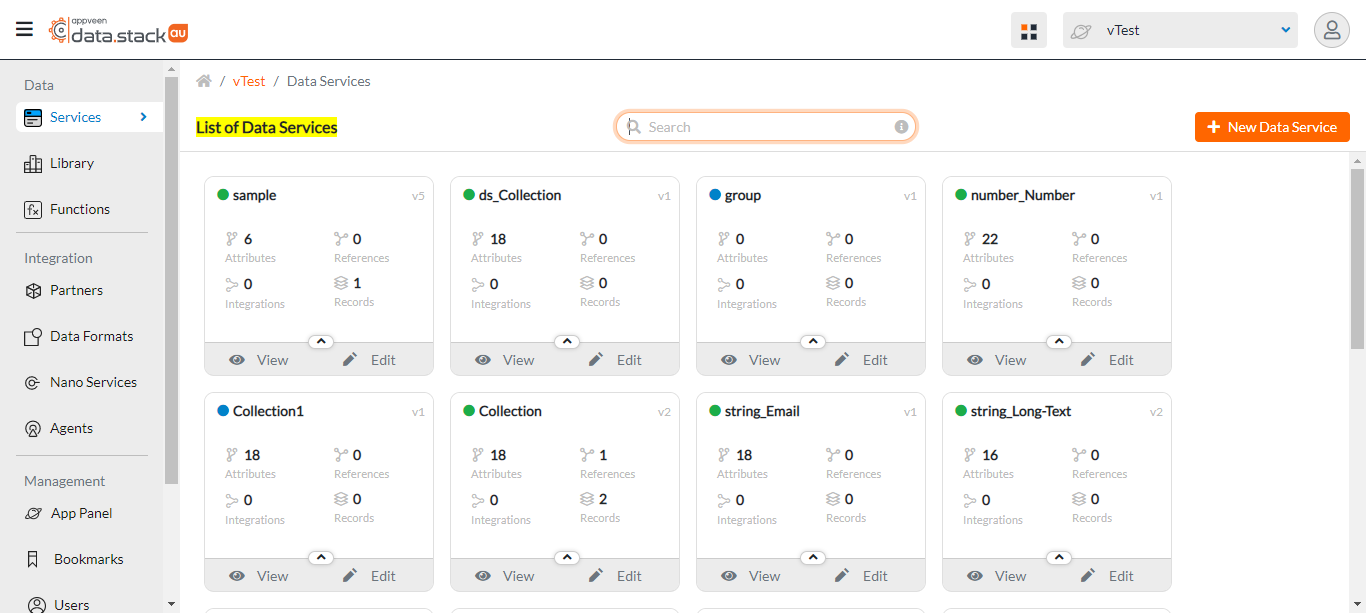 appveen
data.stack au
vTest
Data
Services
Library
Functions
Integration
Partners
Data Formats
Nano Services
Agents
Management
App Panel
Bookmarks
Users
/ vTest / Data Services
List of Data Services
Search
New Data Service
sample v5
6 Attributes
0 References
0 Integrations
1 Records
View Edit
ds_Collection v1
18 Attributes
0 References
0 Integrations
0 Records
View Edit
group v1
0 Attributes
0 References
0 Integrations
0 Records
View Edit
number_Number v1
22 Attributes
0 References
0 Integrations
0 Records
View Edit
Collection1 v1
18 Attributes
0 References
0 Integrations
0 Records
View Edit
Collection v2
18 Attributes
1 References
0 Integrations
2 Records
View Edit
string_Email v1
18 Attributes
0 References
0 Integrations
0 Records
View Edit
string_Long-Text v2
16 Attributes
0 References
0 Integrations
0 Records
View Edit